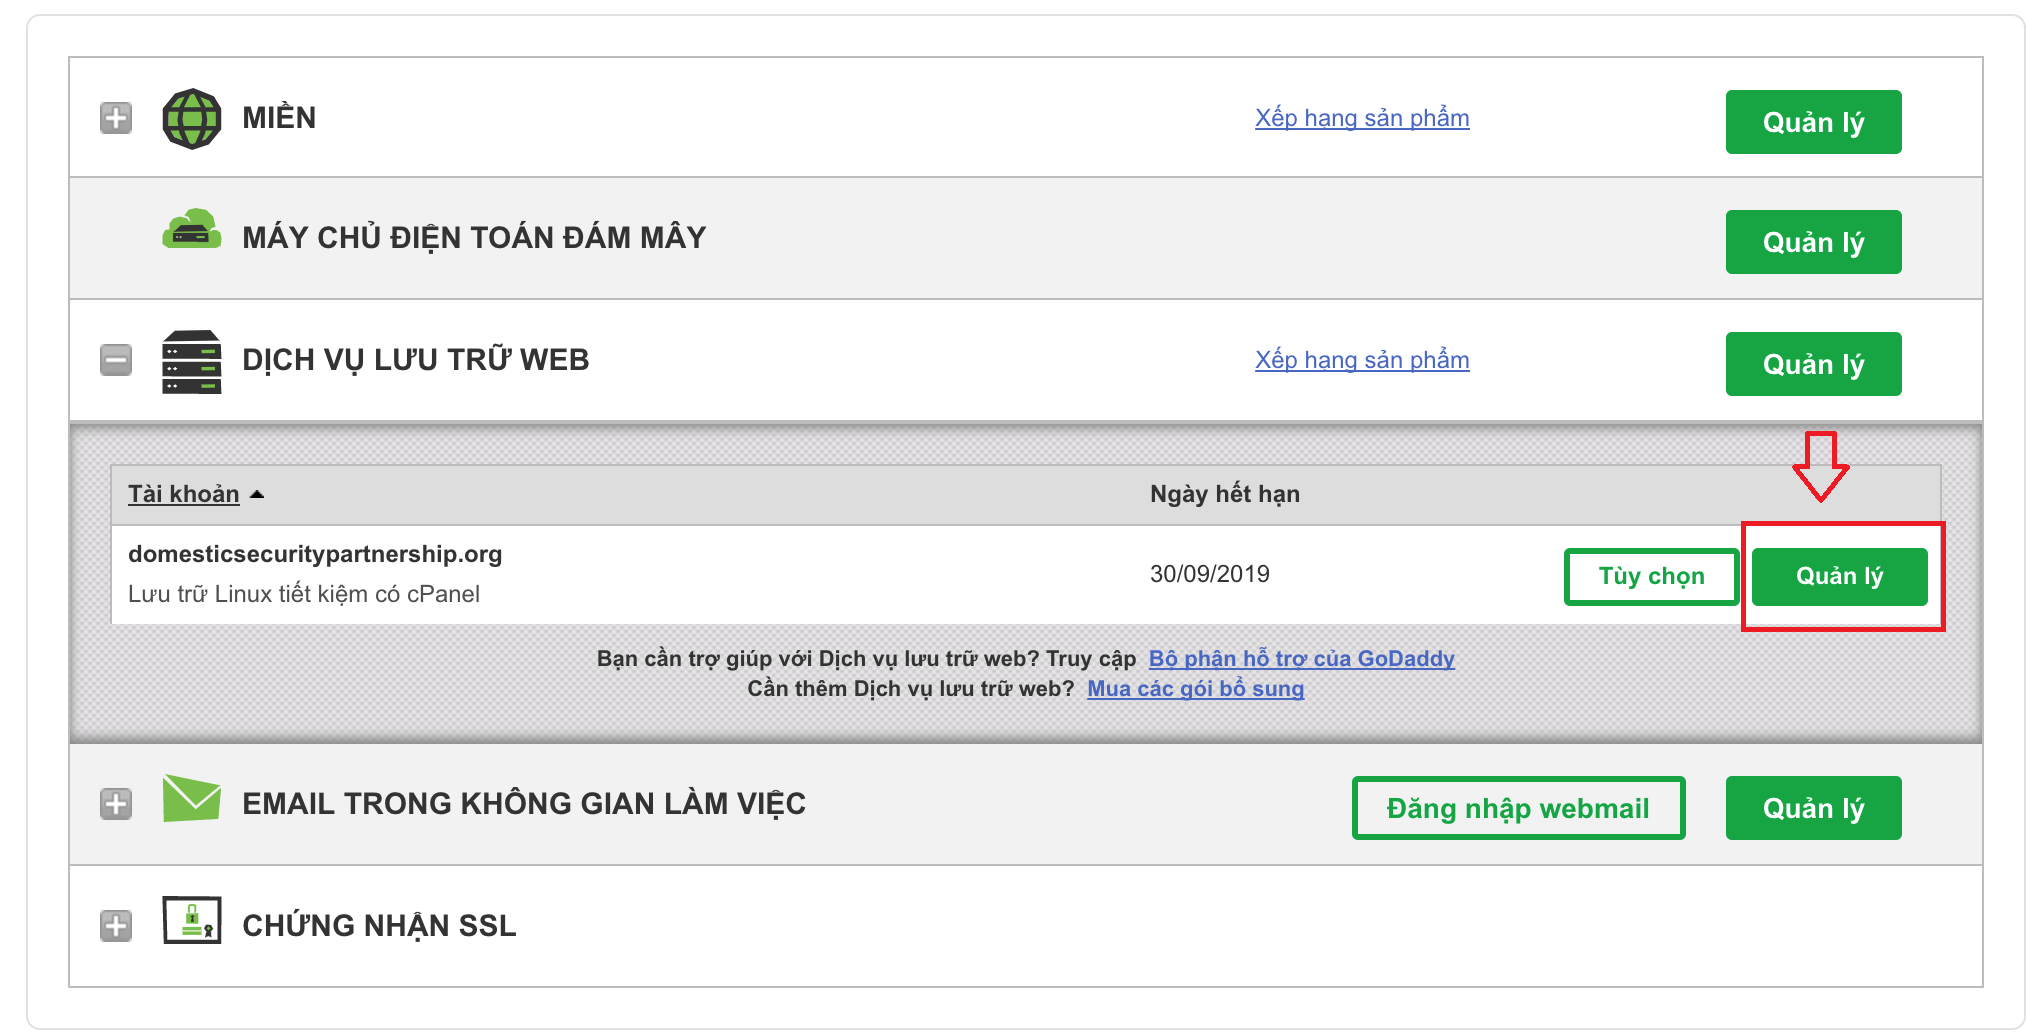 MIỀN
Xếp hạng sản phẩm
Quản lý
MÁY CHỦ ĐIỆN TOÁN ĐÁM MÂY
Quản lý
DỊCH VỤ LƯU TRỮ WEB
Xếp hạng sản phẩm
Quản lý
Tài khoản
Ngày hết hạn
domesticsecuritypartnership.org
Lưu trữ Linux tiết kiệm có cPanel
30/09/2019
Tùy chọn
Quản lý
Bạn cần trợ giúp với Dịch vụ lưu trữ web? Truy cập Bộ phận hỗ trợ của GoDaddy
Cần thêm Dịch vụ lưu trữ web? Mua các gói bổ sung
EMAIL TRONG KHÔNG GIAN LÀM VIỆC
Đăng nhập webmail
Quản lý
CHỨNG NHẬN SSL